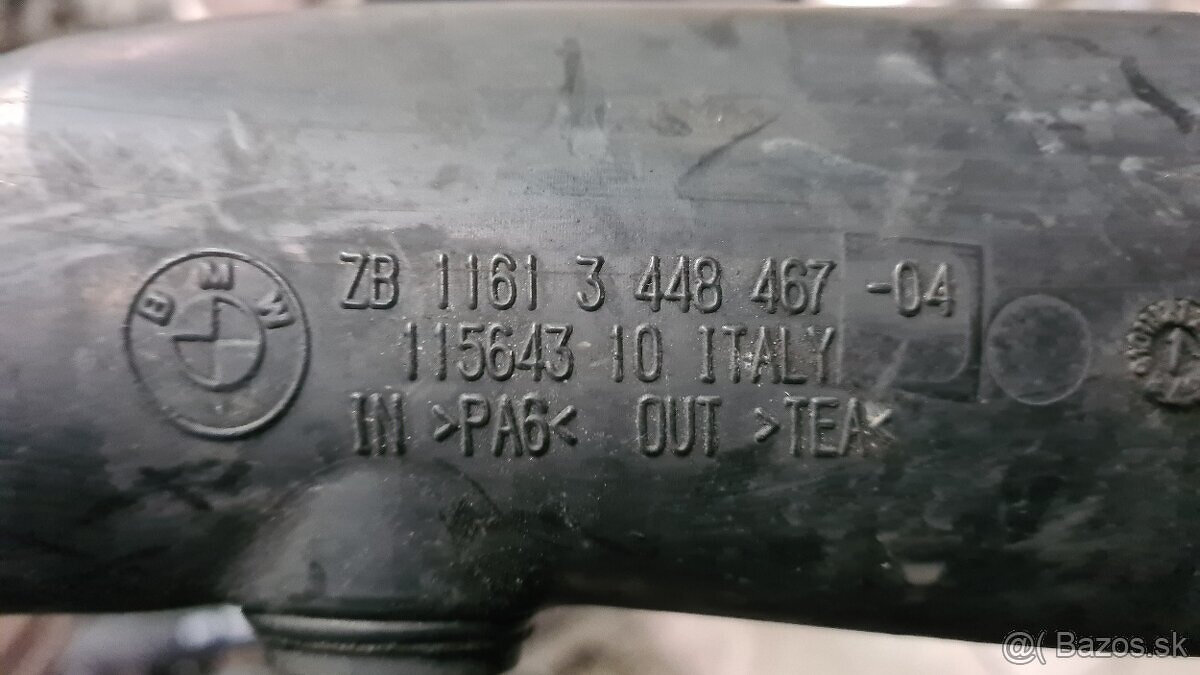 BMW
ZB 1161 3 448 467 -04
115643 10 ITALY
IN >PA6< OUT >TEA<
@( Bazos.sk